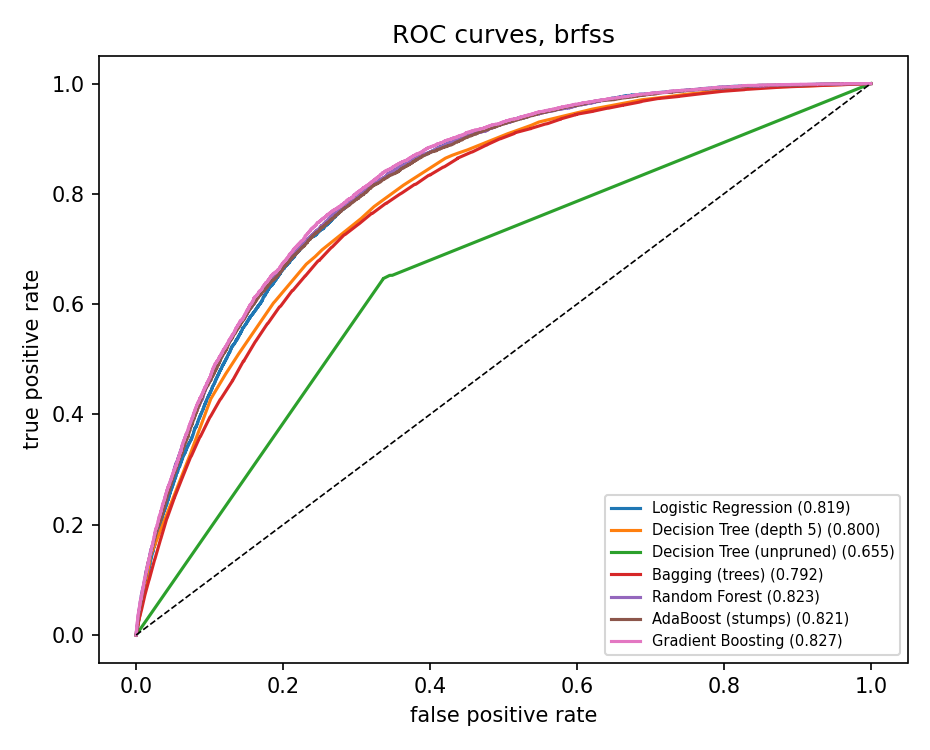 ROC curves, brfss
true positive rate
1.0
0.8
0.6
0.4
0.2
0.0
Logistic Regression (0.819)
Decision Tree (depth 5) (0.800)
Decision Tree (unpruned) (0.655)
Bagging (trees) (0.792)
Random Forest (0.823)
AdaBoost (stumps) (0.821)
Gradient Boosting (0.827)
0.0 0.2 0.4 0.6 0.8 1.0
false positive rate